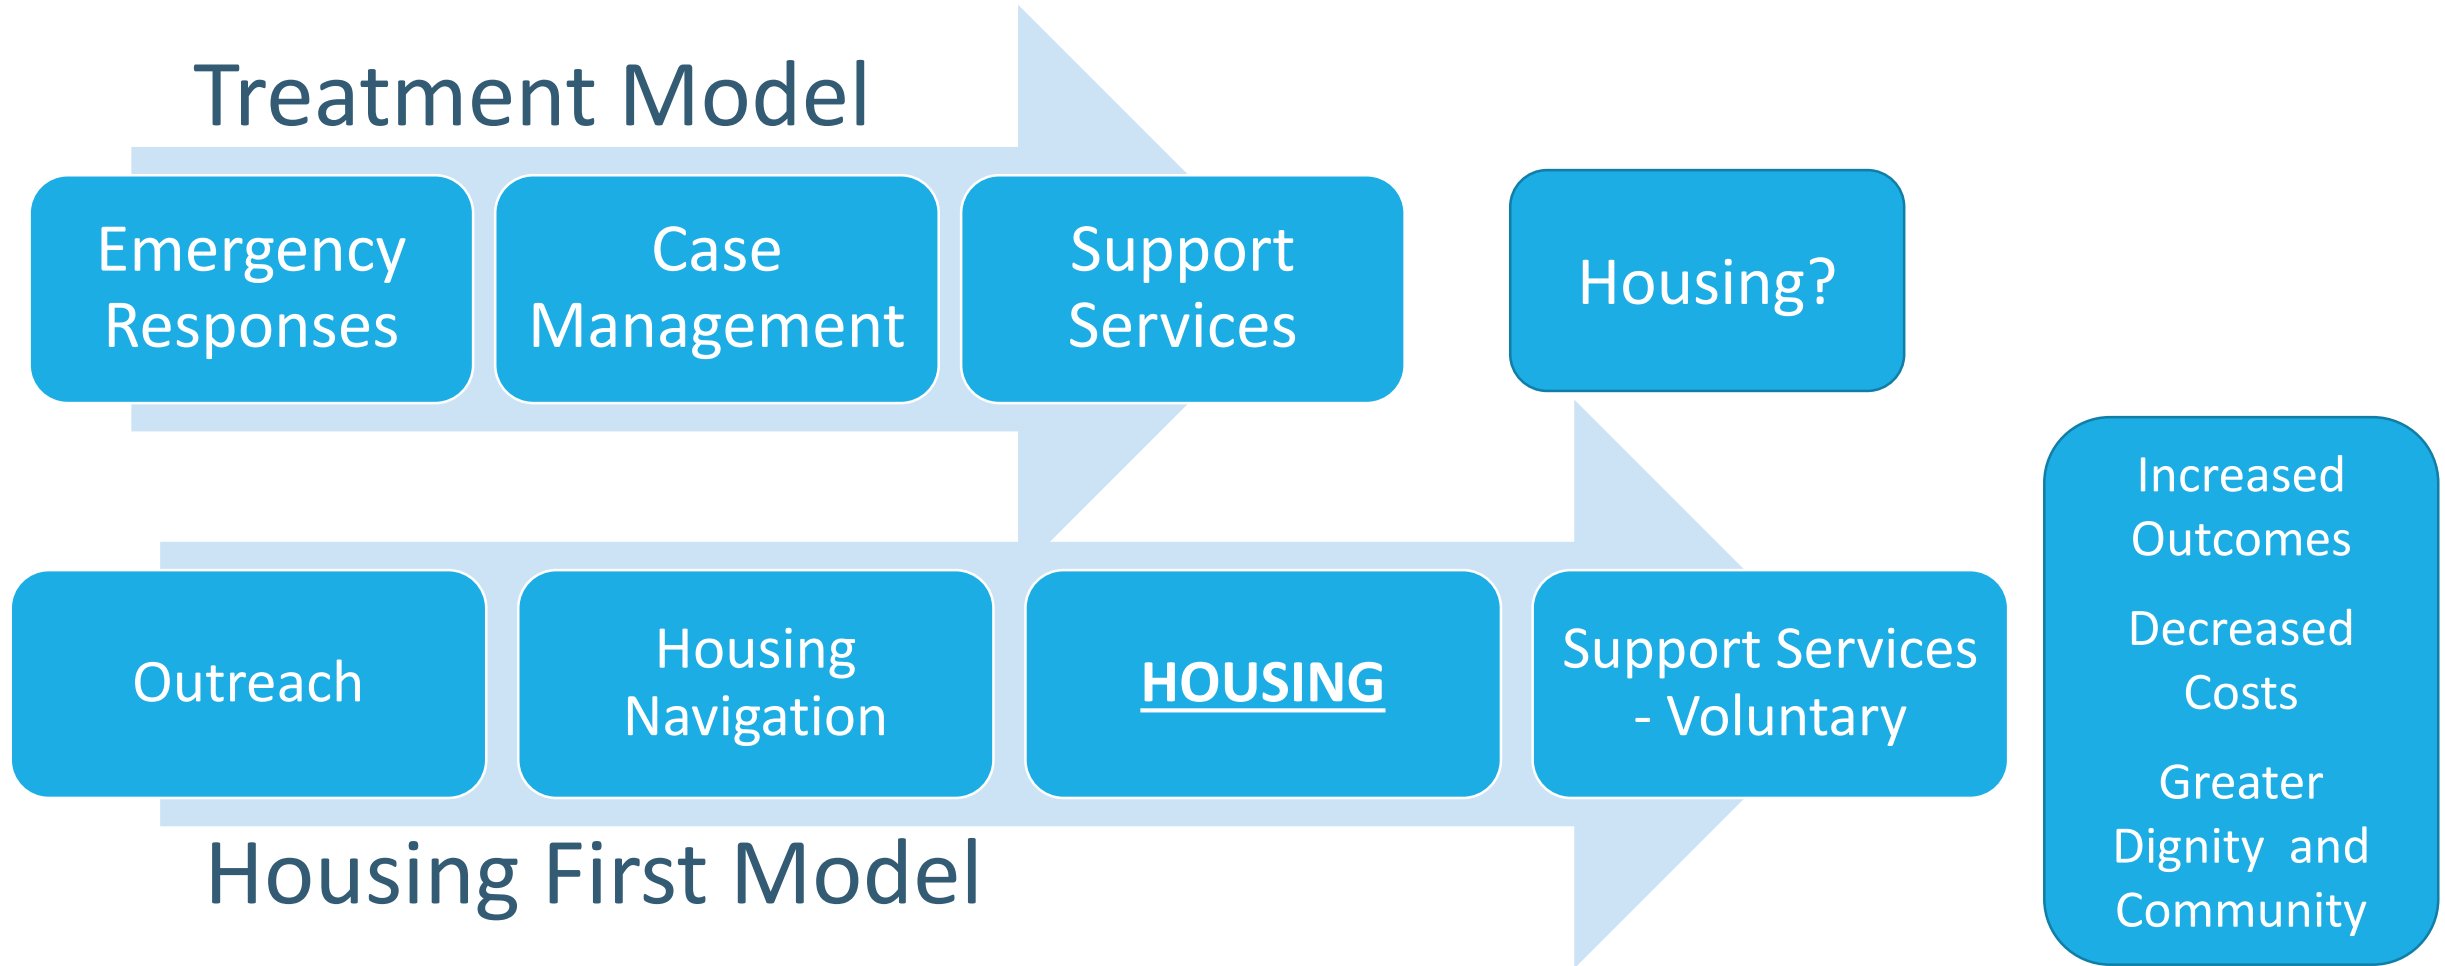 Treatment Model
Emergency
Responses
Case
Management
Support
Services
Housing?
Outreach
Housing
Navigation
HOUSING
Support Services
- Voluntary
Housing First Model
Increased
Outcomes
Decreased
Costs
Greater
Dignity and
Community